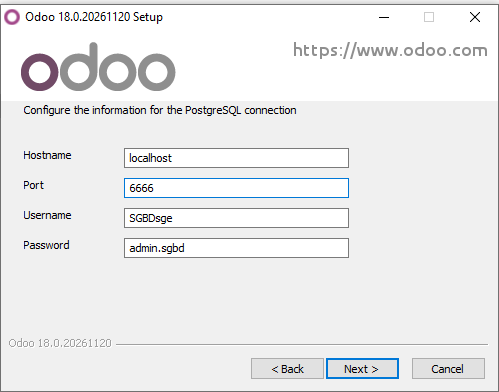 Odoo 18.0.20261120 Setup
odoo
https://www.odoo.com
Configure the information for the PostgreSQL connection
Hostname localhost
Port 6666
Username SGBDsge
Password admin.sgbd
Odoo 18.0.20261120
< Back Next > Cancel